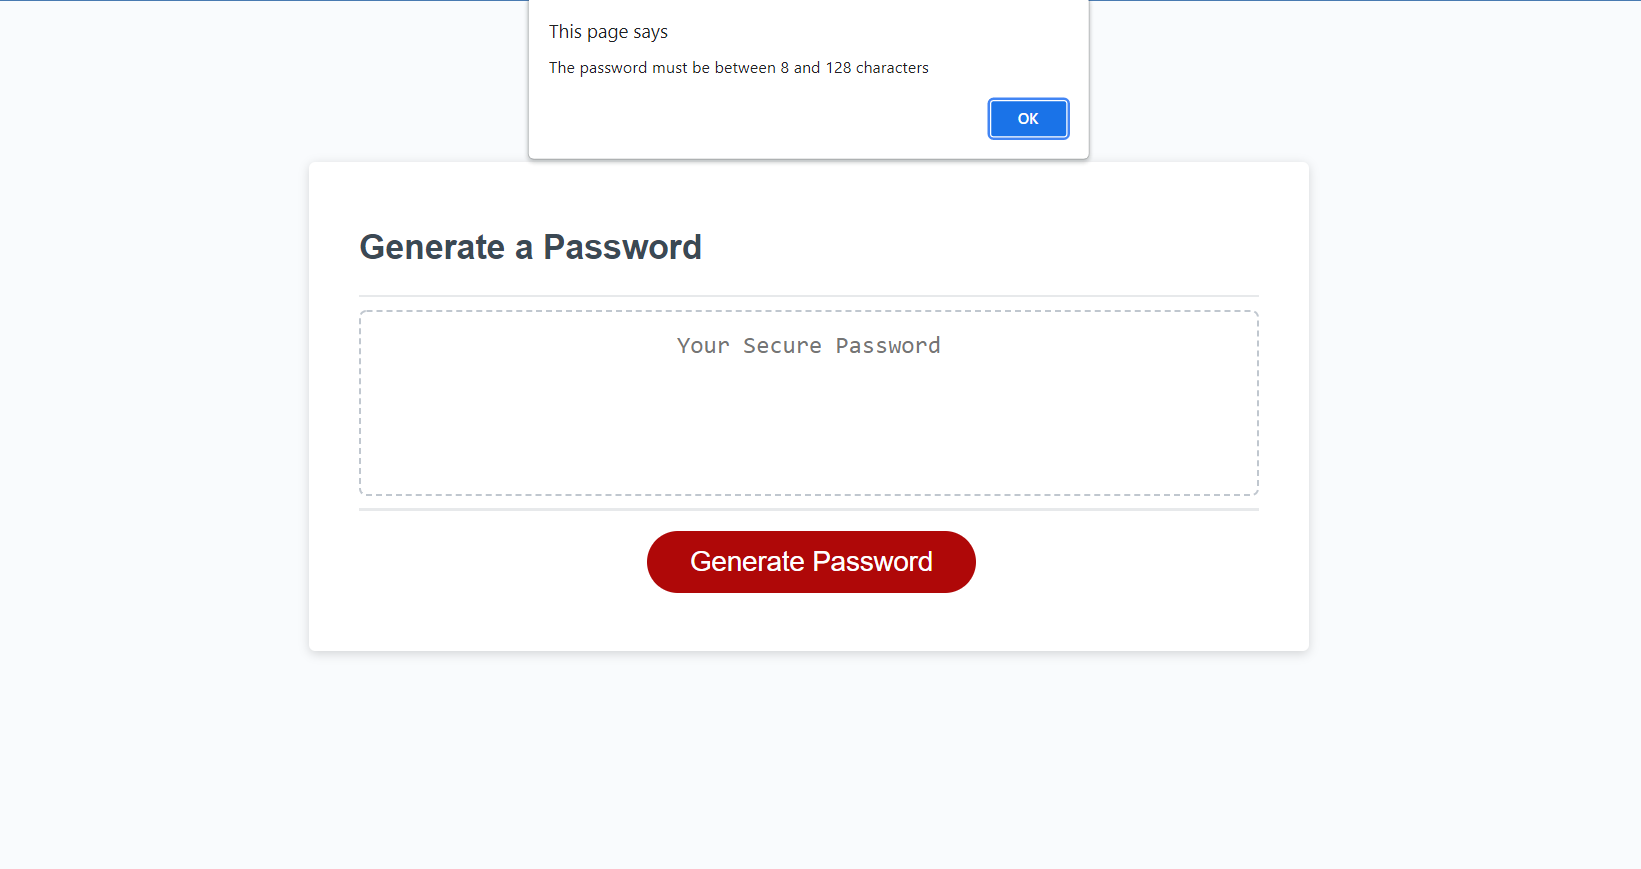 This page says
The password must be between 8 and 128 characters
OK
Generate a Password
Your Secure Password
Generate Password